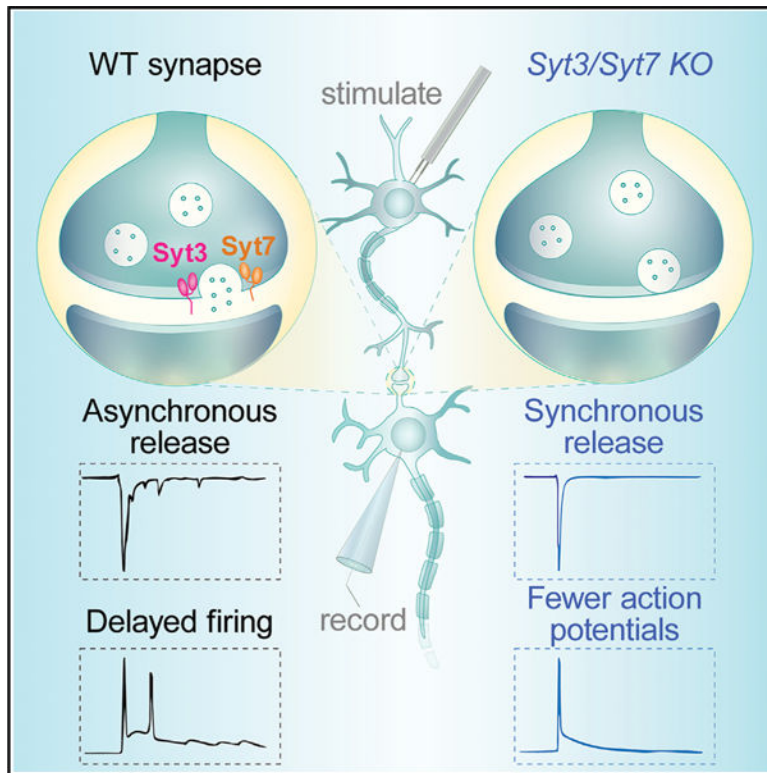 WT synapse
Syt3/Syt7 KO
stimulate
Syt3
Syt7
Asynchronous
release
Synchronous
release
record
Delayed firing
Fewer action
potentials